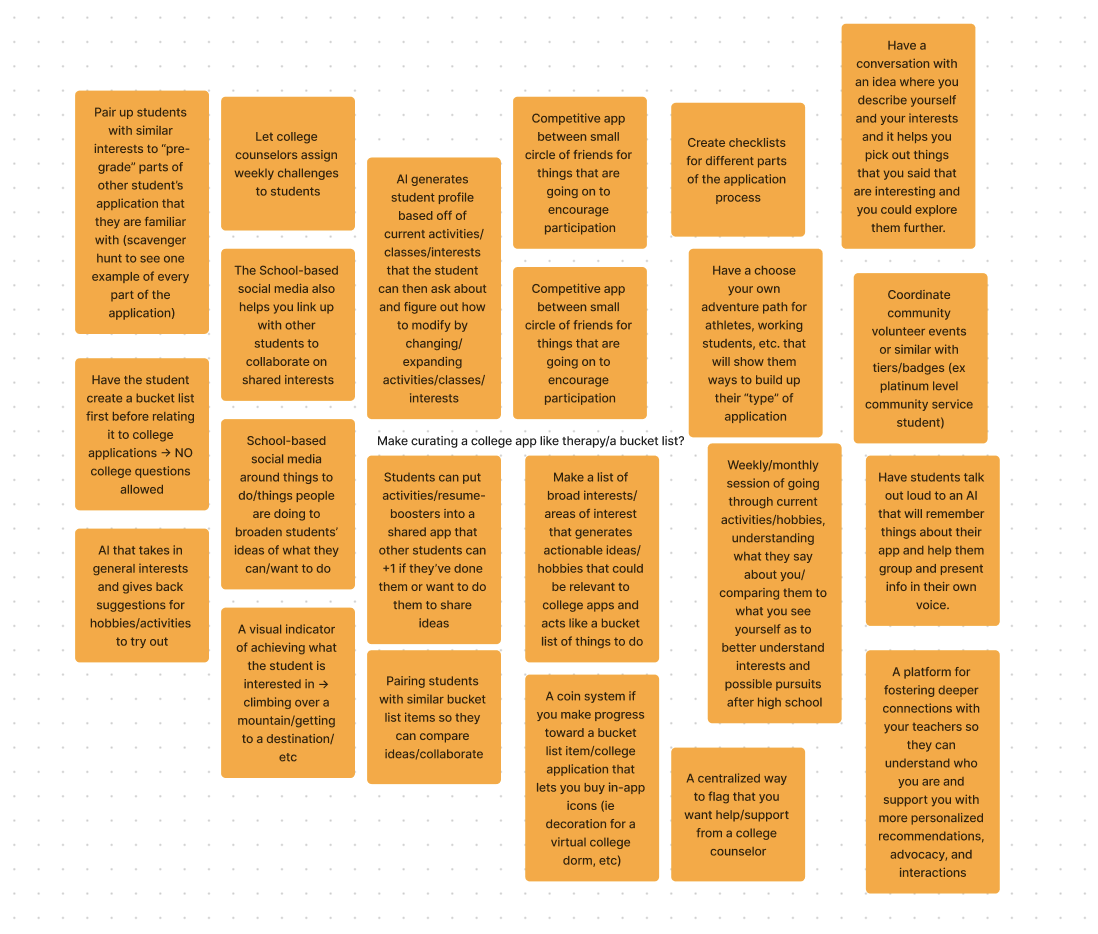 Pair up students
with similar
interests to “pre-
grade” parts of
other student’s
application that
they are familiar
with (scavenger
hunt to see one
example of every
part of the
application)
Have the student
create a bucket list
first before relating
it to college
applications → NO
college questions
allowed
AI that takes in
general interests
and gives back
suggestions for
hobbies/activities
to try out
Let college
counselors assign
weekly challenges
to students
The School-based
social media also
helps you link up
with other
students to
collaborate on
shared interests
School-based
social media
around things to
do/things people
are doing to
broaden students’
ideas of what they
can/want to do
A visual indicator
of achieving what
the student is
interested in →
climbing over a
mountain/getting
to a destination/
etc
AI generates
student profile
based off of
current activities/
classes/interests
that the student
can then ask about
and figure out how
to modify by
changing/
expanding
activities/classes/
interests
Competitive app
between small
circle of friends for
things that are
going on to
encourage
participation
Competitive app
between small
circle of friends for
things that are
going on to
encourage
participation
Make curating a college app like therapy/a bucket list?
Students can put
activities/resume-
boosters into a
shared app that
other students can
+1 if they’ve done
them or want to do
them to share
ideas
Pairing students
with similar bucket
list items so they
can compare
ideas/collaborate
Make a list of
broad interests/
areas of interest
that generates
actionable ideas/
hobbies that could
be relevant to
college apps and
acts like a bucket
list of things to do
A coin system if
you make progress
toward a bucket
list item/college
application that
lets you buy in-app
icons (ie
decoration for a
virtual college
dorm, etc)
Create checklists
for different parts
of the application
process
Have a choose
your own
adventure path for
athletes, working
students, etc. that
will show them
ways to build up
their “type” of
application
Weekly/monthly
session of going
through current
activities/hobbies,
understanding
what they say
about you/
comparing them to
what you see
yourself as to
better understand
interests and
possible pursuits
after high school
A centralized way
to flag that you
want help/support
from a college
counselor
Have a
conversation with
an idea where you
describe yourself
and your interests
and it helps you
pick out things
that you said that
are interesting and
you could explore
them further.
Coordinate
community
volunteer events
or similar with
tiers/badges (ex
platinum level
community service
student)
Have students talk
out loud to an AI
that will remember
things about their
app and help them
group and present
info in their own
voice.
A platform for
fostering deeper
connections with
your teachers so
they can
understand who
you are and
support you with
more personalized
recommendations,
advocacy, and
interactions